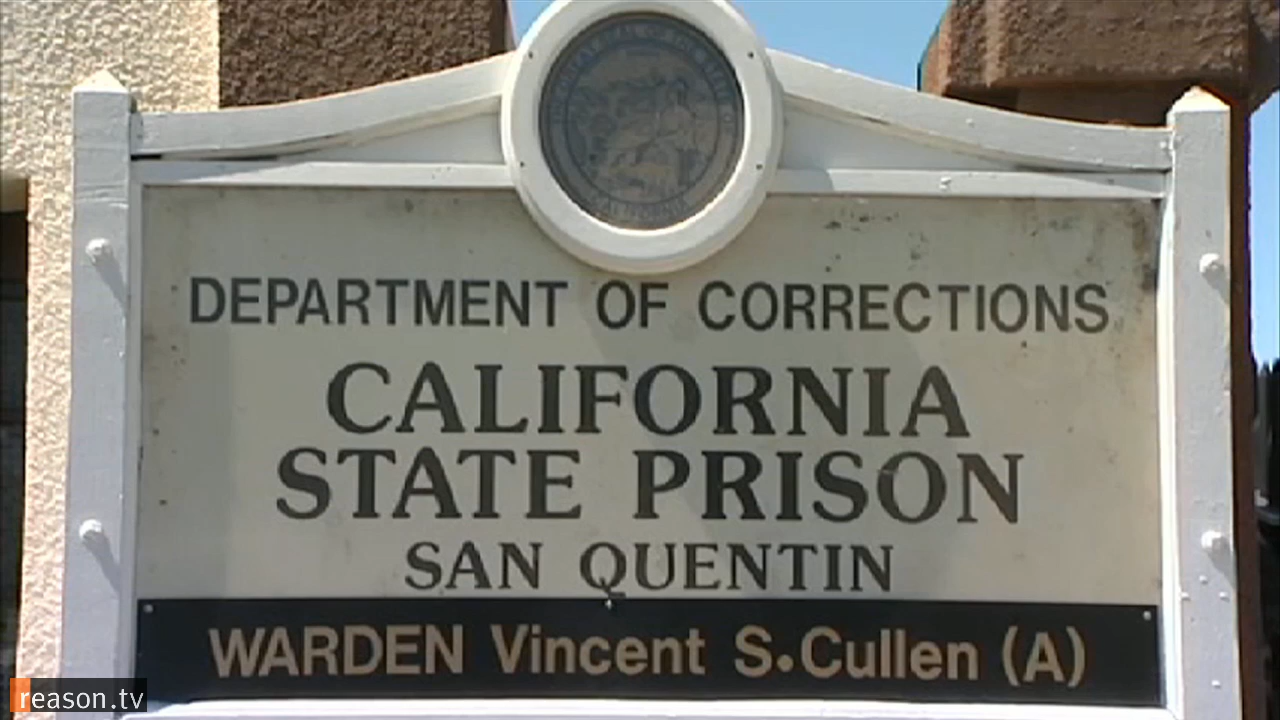 DEPARTMENT OF CORRECTIONS
CALIFORNIA
STATE PRISON
SAN QUENTIN
WARDEN Vincent S. Cullen (A)
reason.tv